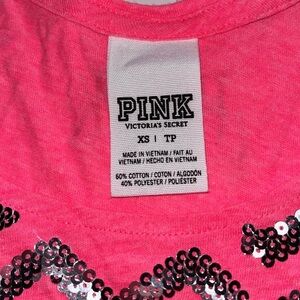 PINK
VICTORIA'S SECRET
XS | TP
MADE IN VIETNAM / FAIT AU
VIETNAM / HECHO EN VIETNAM
60% COTTON / COTON / ALGODÓN
40% POLYESTER / POLIÉSTER